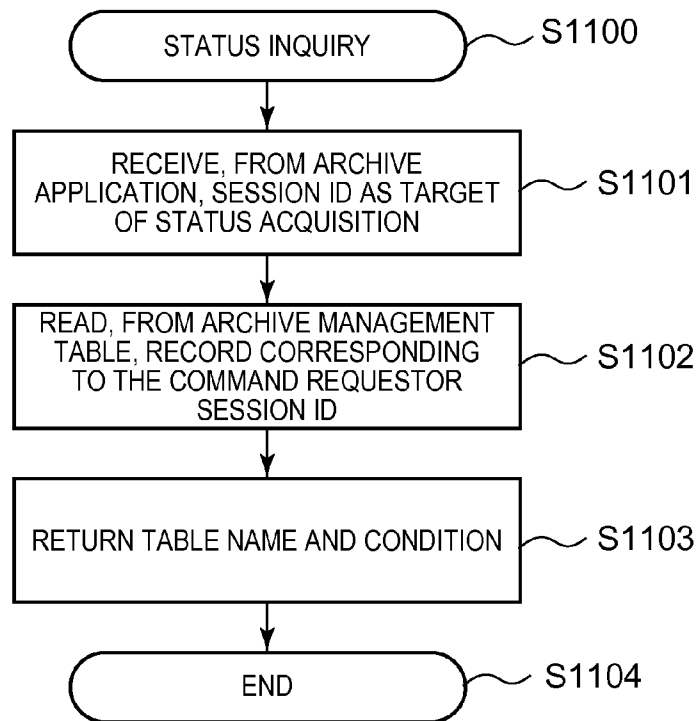 STATUS INQUIRY
S1100
RECEIVE, FROM ARCHIVE
APPLICATION, SESSION ID AS TARGET
OF STATUS ACQUISITION
S1101
READ, FROM ARCHIVE MANAGEMENT
TABLE, RECORD CORRESPONDING
TO THE COMMAND REQUESTOR
SESSION ID
S1102
RETURN TABLE NAME AND CONDITION
S1103
END
S1104